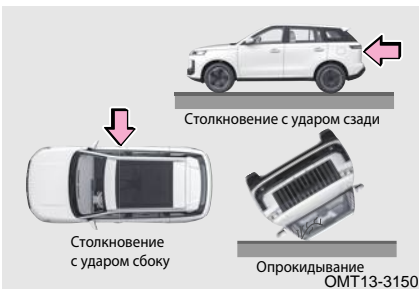 Столкновение с ударом сзади
Столкновение
с ударом сбоку
Опрокидывание
OMT13-3150